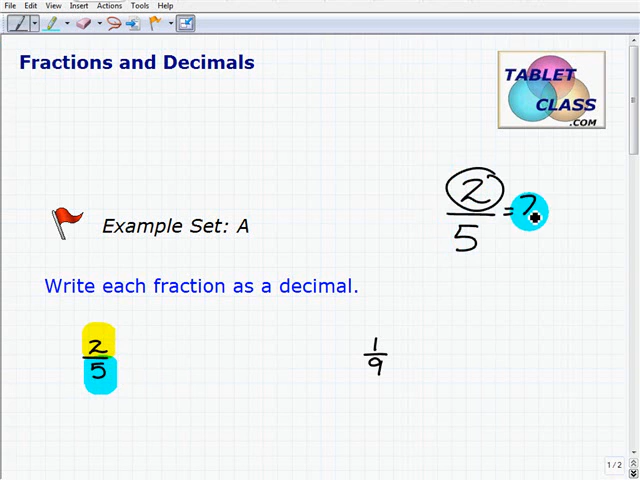 File Edit View Insert Actions Tools Help
Fractions and Decimals
TABLET
CLASS
.COM
2
5
= ?
Example Set: A
Write each fraction as a decimal.
2
5
1
9
1/2